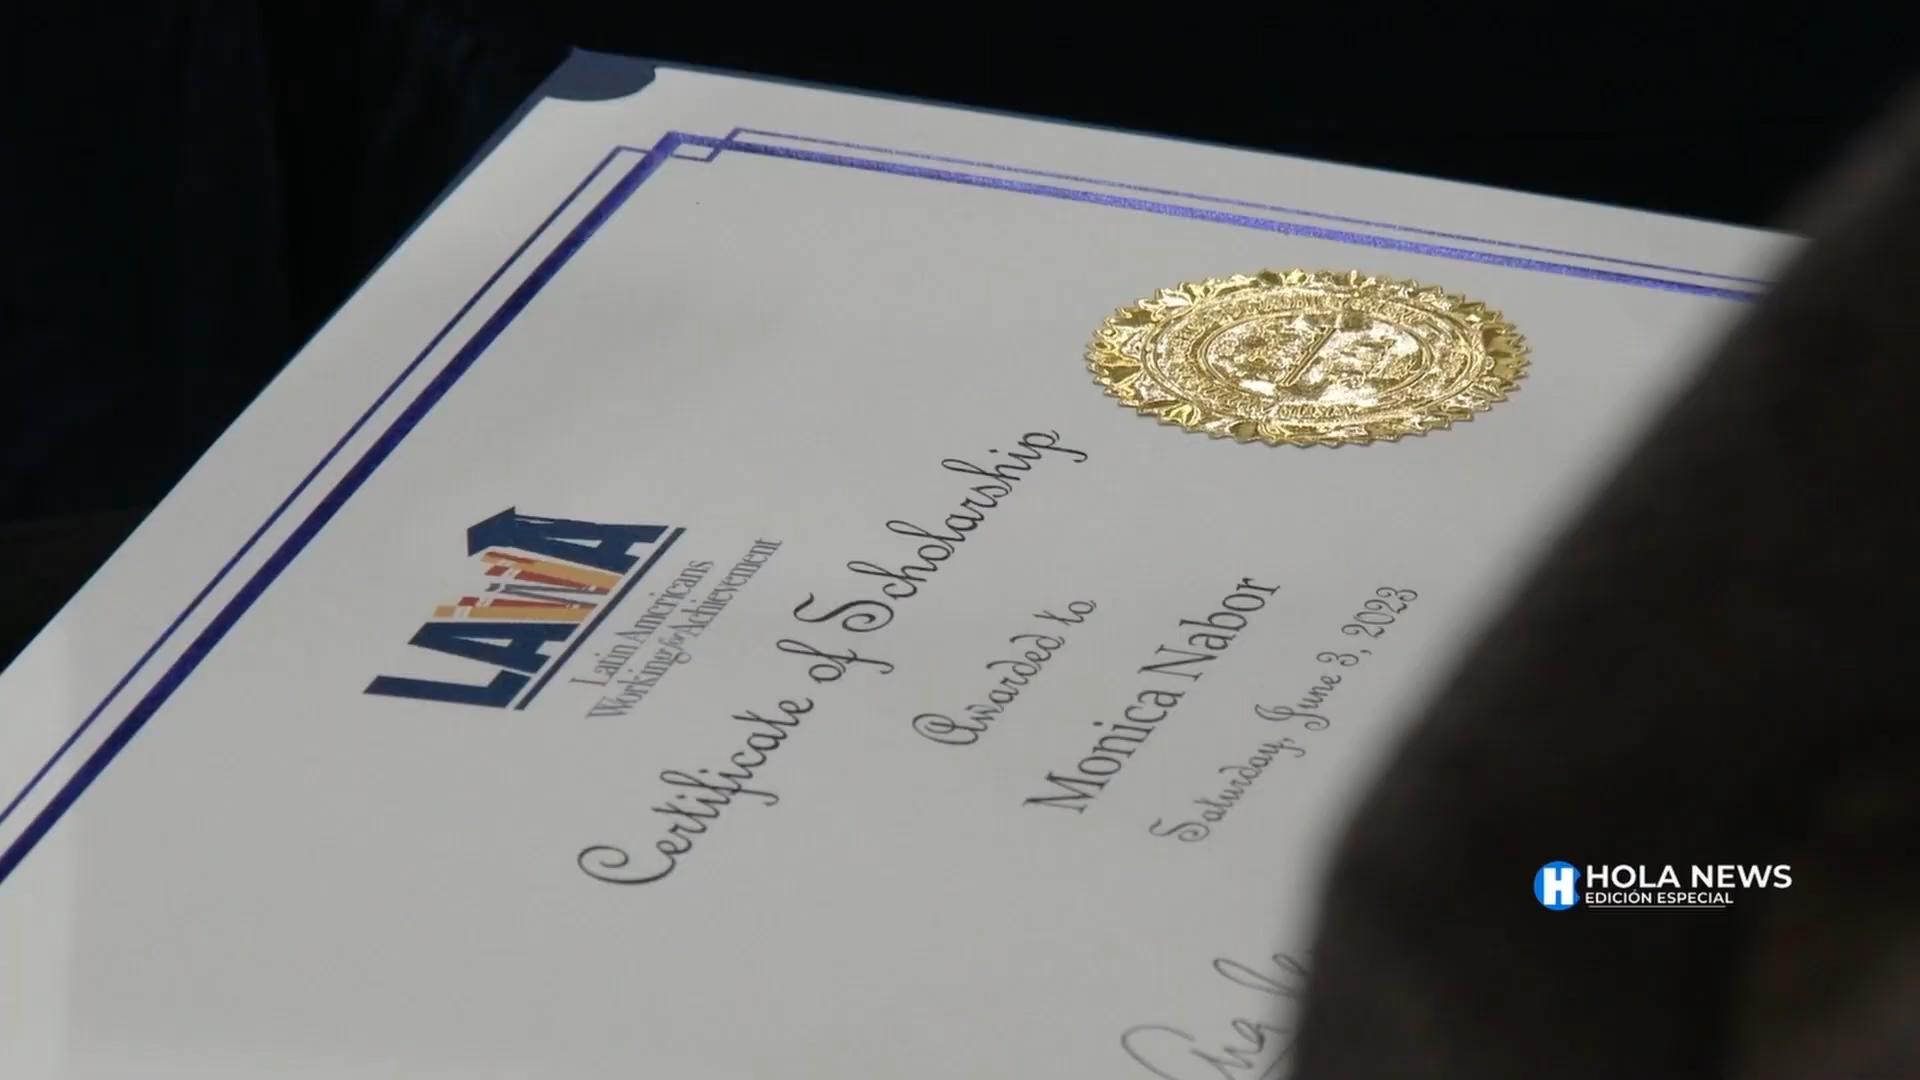 LAWA
Latin Americans
Working for Achievement
Certificate of Scholarship
Awarded to
Monica Nabor
Saturday, June 3, 2023
HOLA NEWS
EDICIÓN ESPECIAL